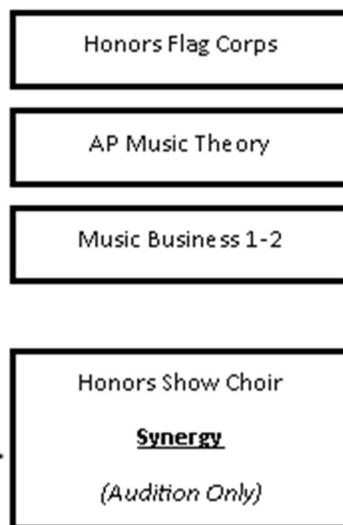 Honors Flag Corps
AP Music Theory
Music Business 1-2
Honors Show Choir
Synergy
(Audition Only)